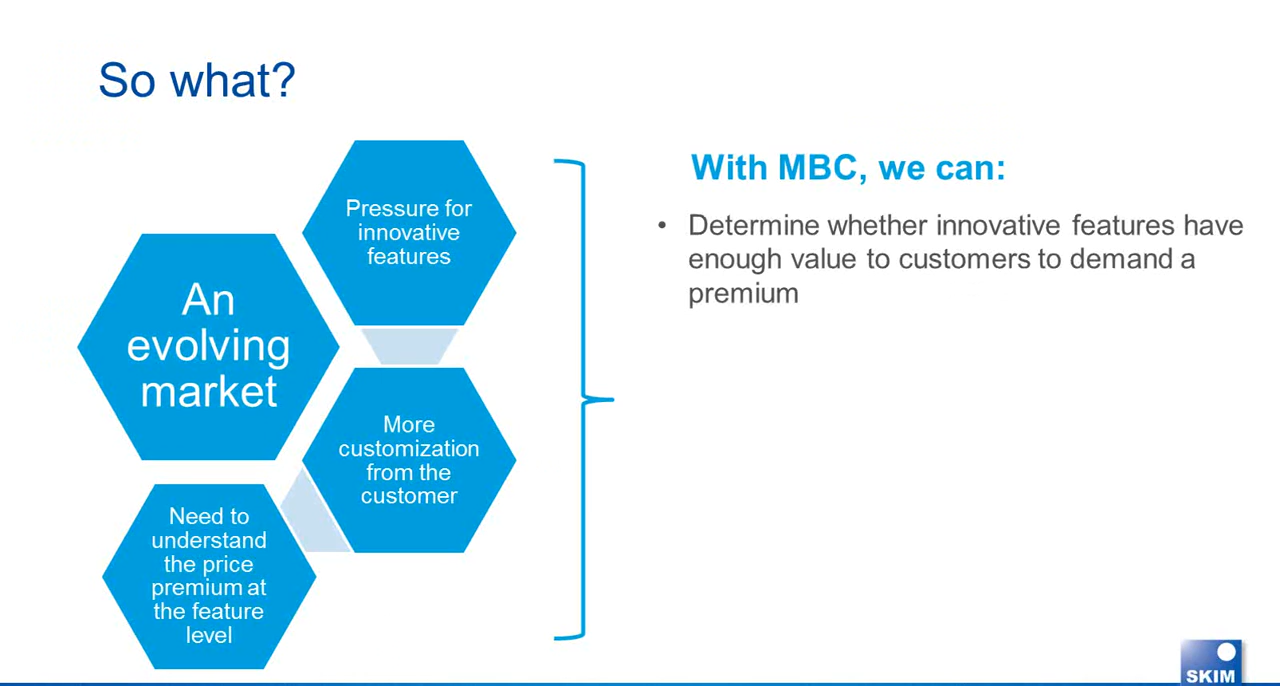 So what?
An
evolving
market
Pressure for
innovative
features
More
customization
from the
customer
Need to
understand
the price
premium at
the feature
level
With MBC, we can:
• Determine whether innovative features have
enough value to customers to demand a
premium
SKIM